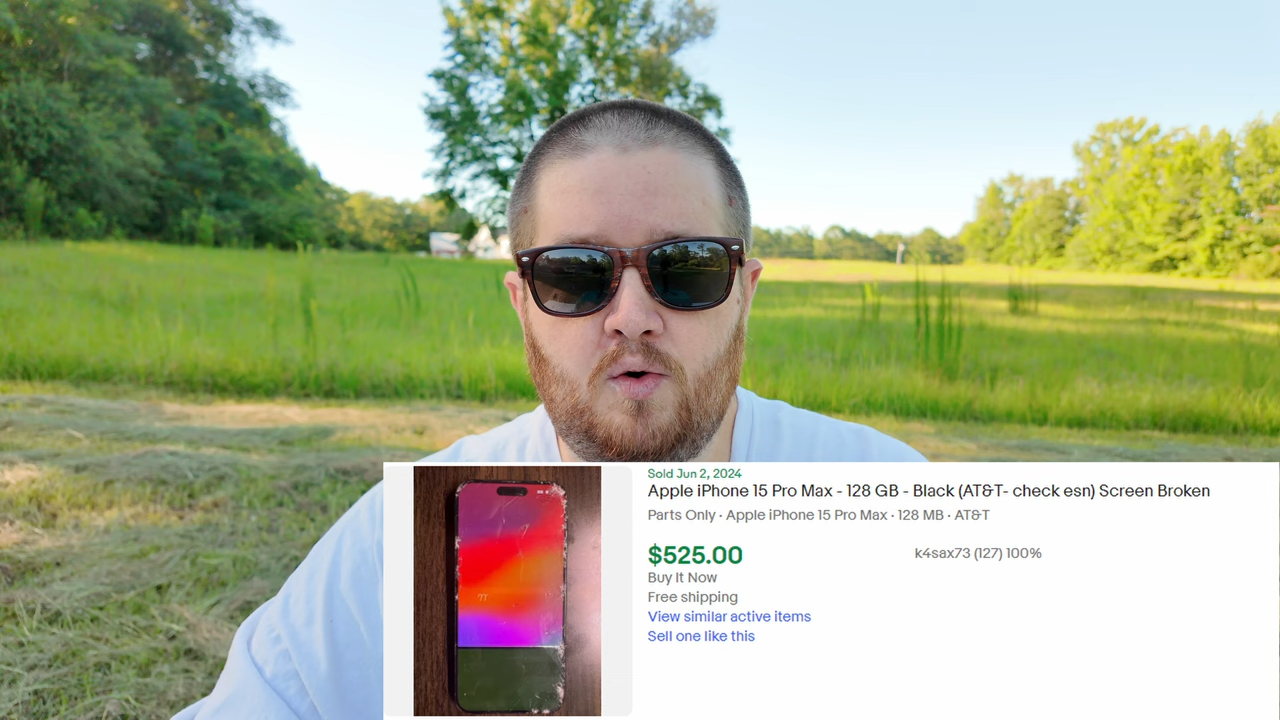 Sold Jun 2, 2024
Apple iPhone 15 Pro Max - 128 GB - Black (AT&T- check esn) Screen Broken
Parts Only · Apple iPhone 15 Pro Max · 128 MB · AT&T
$525.00
k4sax73 (127) 100%
Buy It Now
Free shipping
View similar active items
Sell one like this